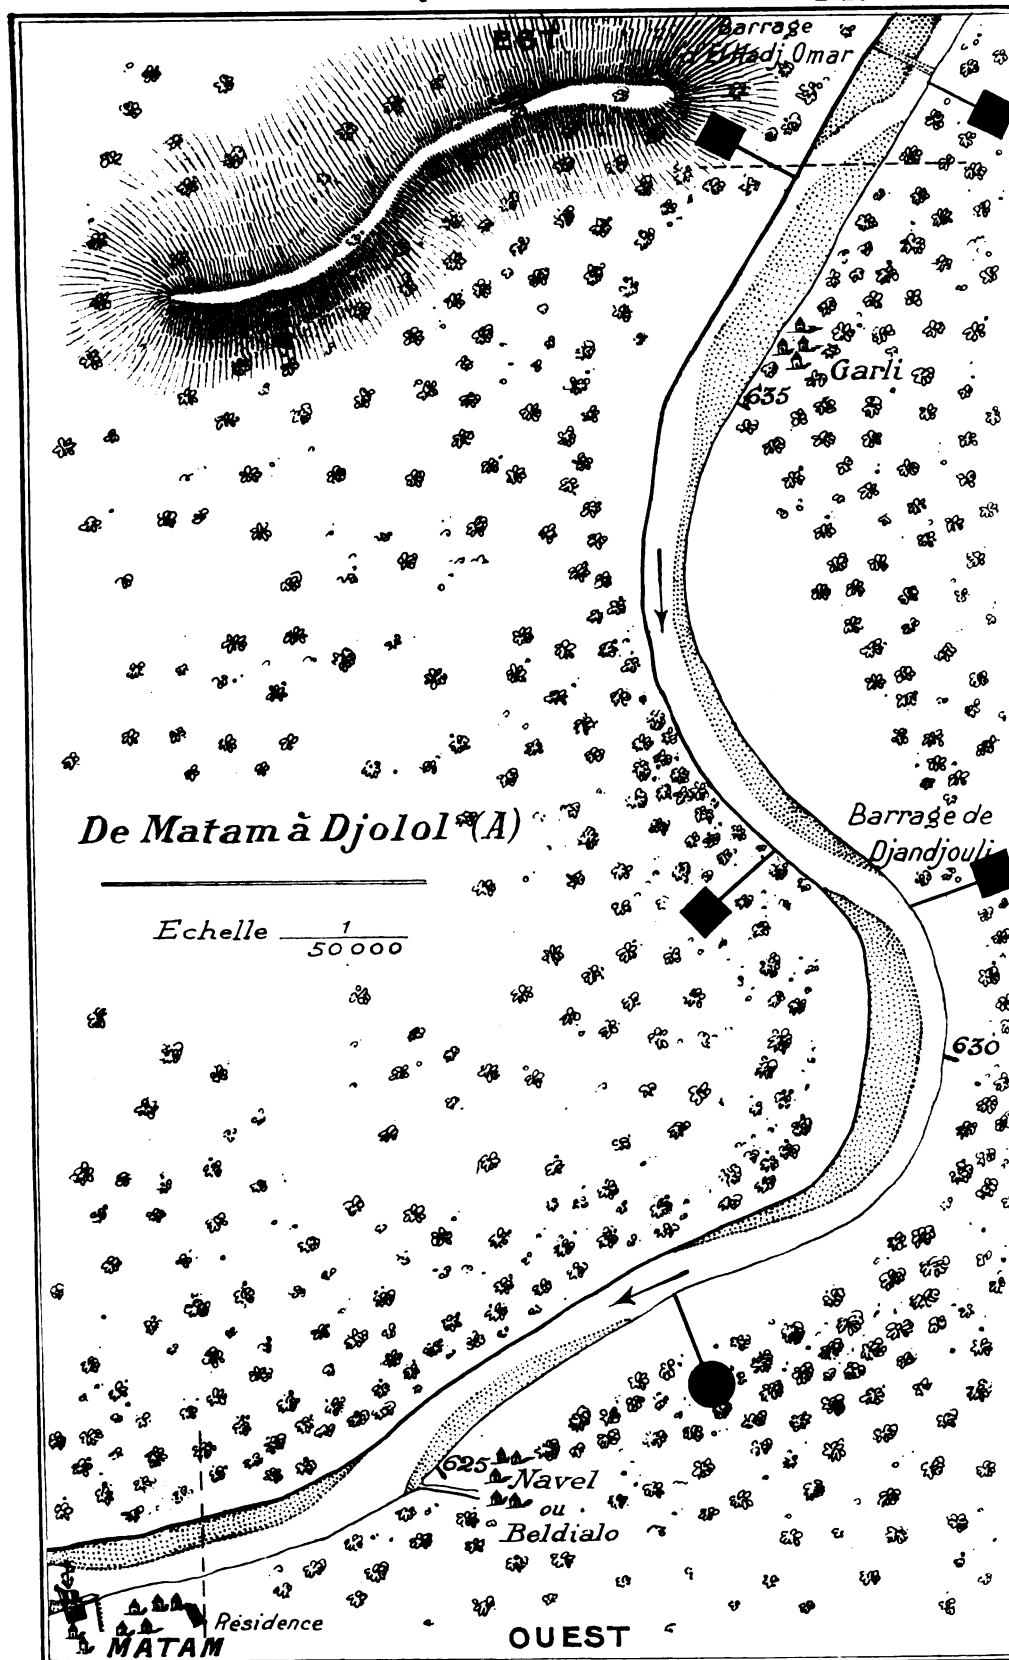 EST
Barrage
d'El Hadj Omar
Garli
635
De Matam à Djolol (A)
Barrage de
Djandjouli
Echelle 1
50000
630
625
Navel
ou
Beldialo
Résidence
MATAM
OUEST